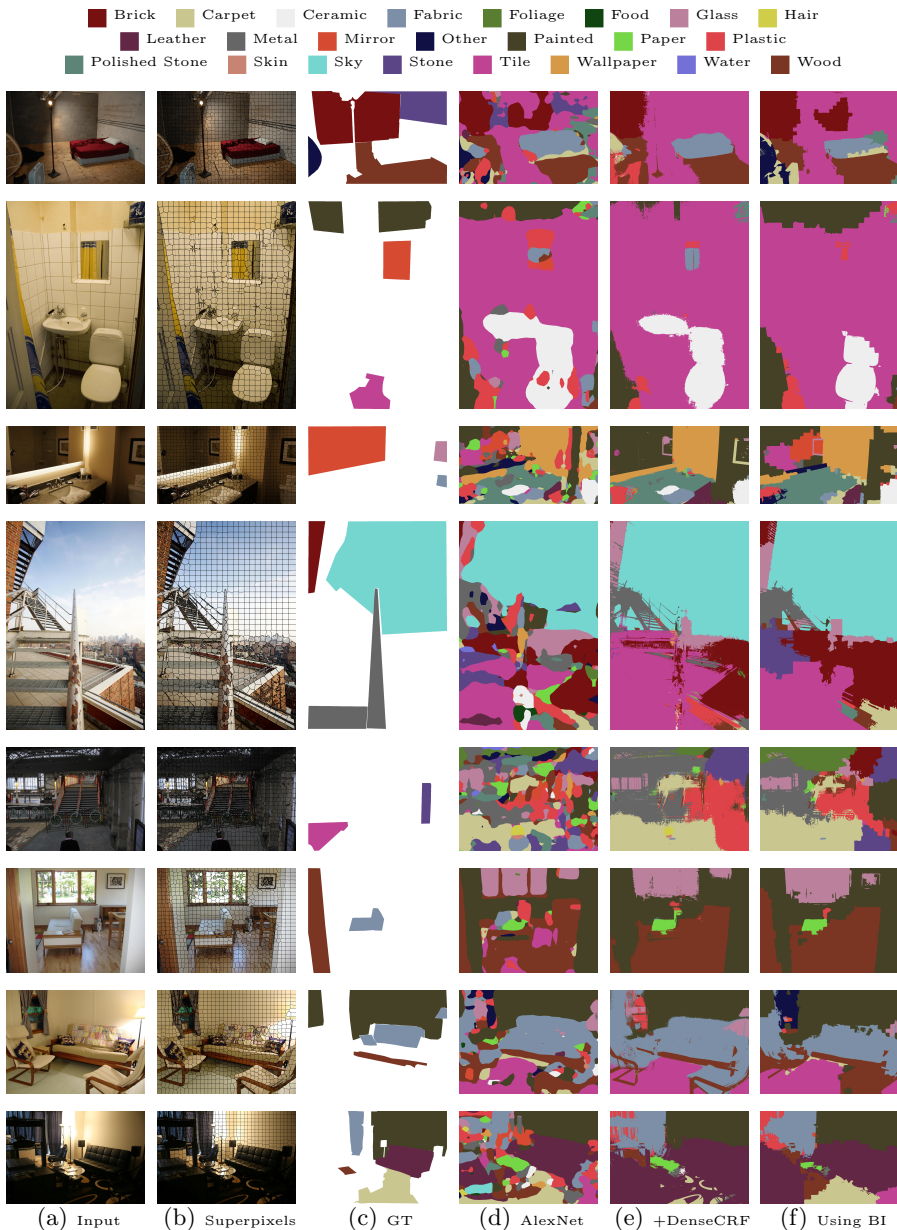 Brick Carpet Ceramic Fabric Foliage Food Glass Hair
Leather Metal Mirror Other Painted Paper Plastic
Polished Stone Skin Sky Stone Tile Wallpaper Water Wood
(a) Input (b) Superpixels (c) GT (d) AlexNet (e) +DenseCRF (f) Using BI